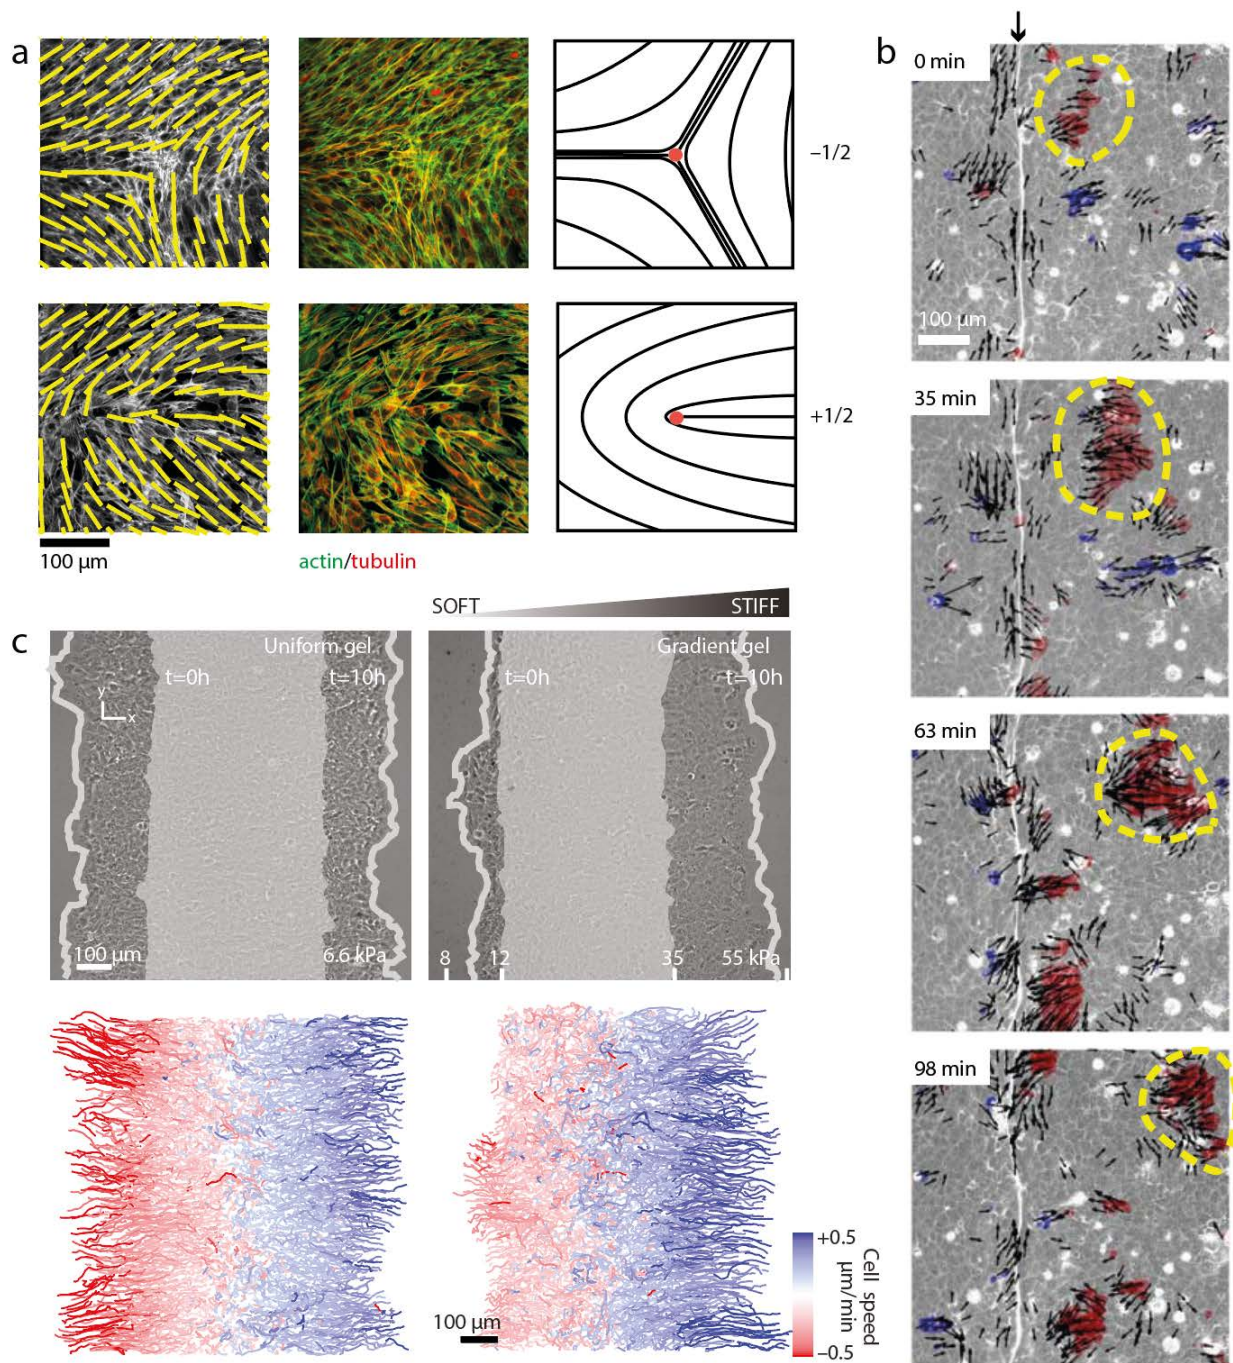 a
−1/2
+1/2
100 µm
actin/tubulin
b
0 min
100 µm
35 min
63 min
98 min
SOFT
STIFF
c
Uniform gel
t=0h
t=10h
y
x
100 µm
6.6 kPa
Gradient gel
t=0h
t=10h
8
12
35
55 kPa
100 µm
+0.5
−0.5
Cell speed
µm/min